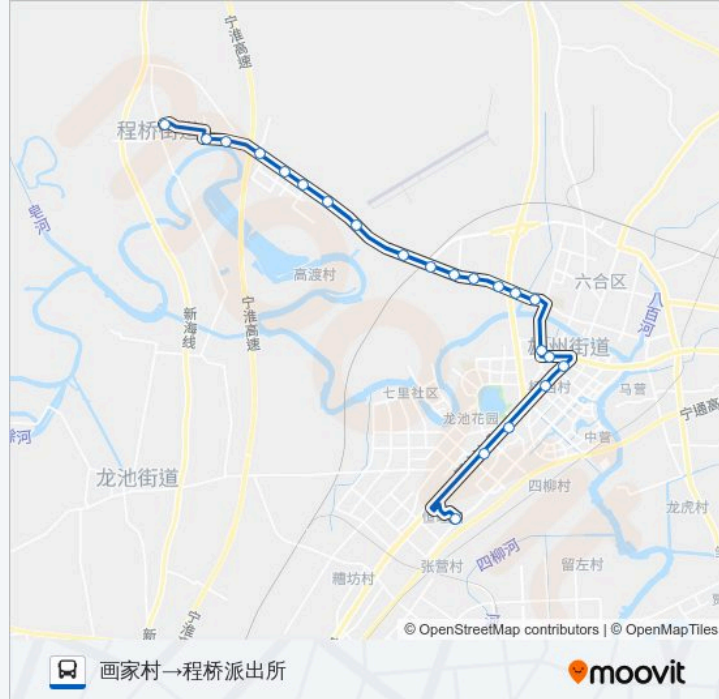 宁淮高速
程桥街道
皂河
高渡村
六合区
八百河
新海线
宁淮高速
雄州街道
七里社区
马营
宁通高
龙池花园
中营
龙池街道
四柳村
龙虎村
张营村
四柳河
糟坊村
留左村
新
宁淮
© OpenStreetMap contributors | © OpenMapTiles
画家村→程桥派出所
moovit